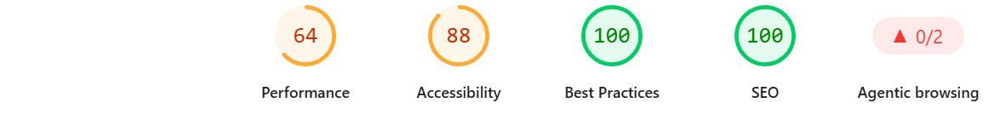 64 88 100 100 ▲ 0/2
Performance Accessibility Best Practices SEO Agentic browsing